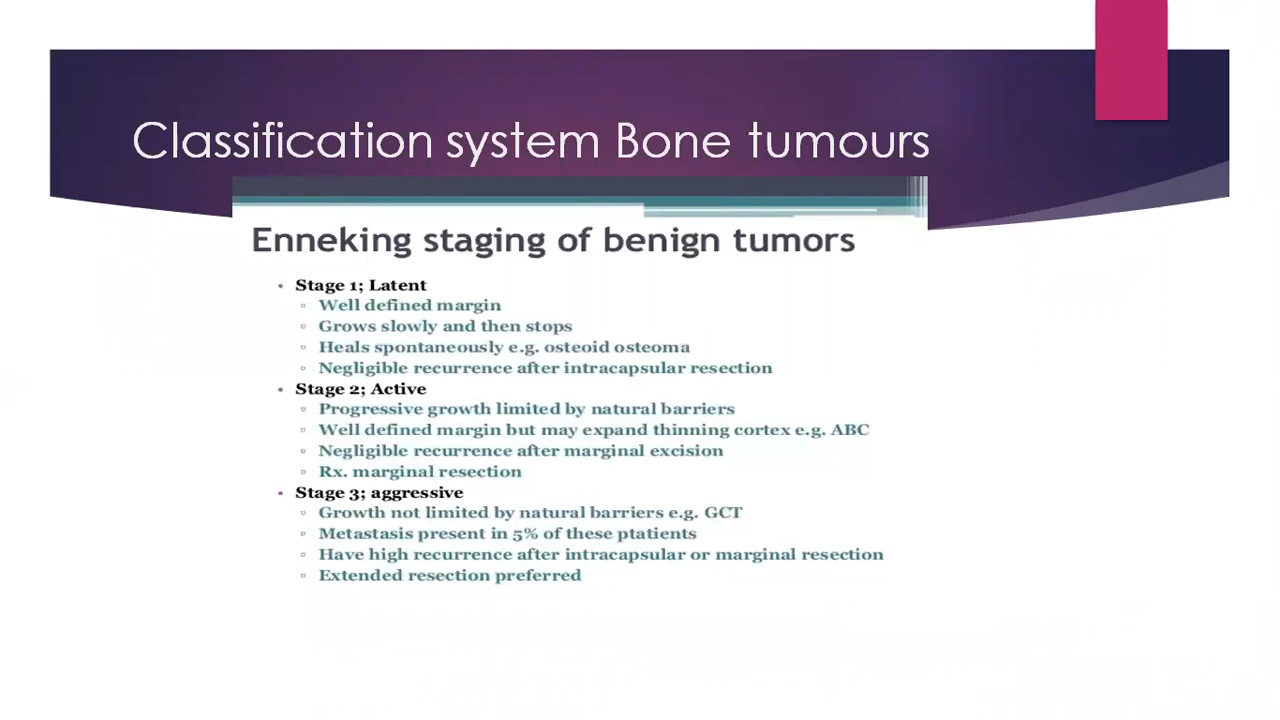 Classification system Bone tumours
Enneking staging of benign tumors
• Stage 1; Latent
▫ Well defined margin
▫ Grows slowly and then stops
▫ Heals spontaneously e.g. osteoid osteoma
▫ Negligible recurrence after intracapsular resection
• Stage 2; Active
▫ Progressive growth limited by natural barriers
▫ Well defined margin but may expand thinning cortex e.g. ABC
▫ Negligible recurrence after marginal excision
▫ Rx. marginal resection
• Stage 3; aggressive
▫ Growth not limited by natural barriers e.g. GCT
▫ Metastasis present in 5% of these ptatients
▫ Have high recurrence after intracapsular or marginal resection
▫ Extended resection preferred